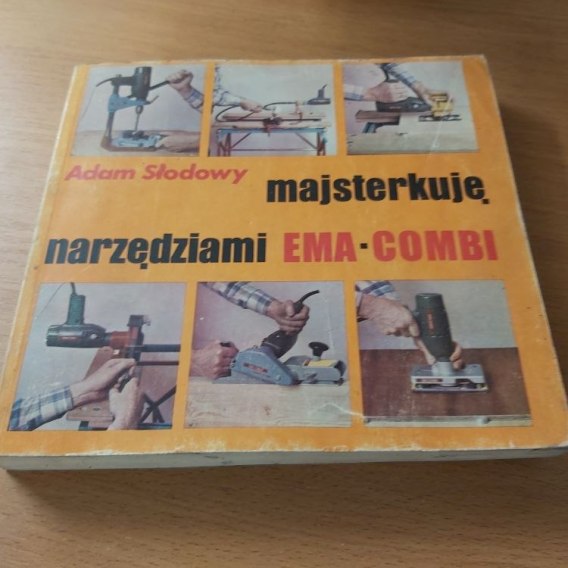 Adam Słodowy majsterkuję
narzędziami EMA·COMBI